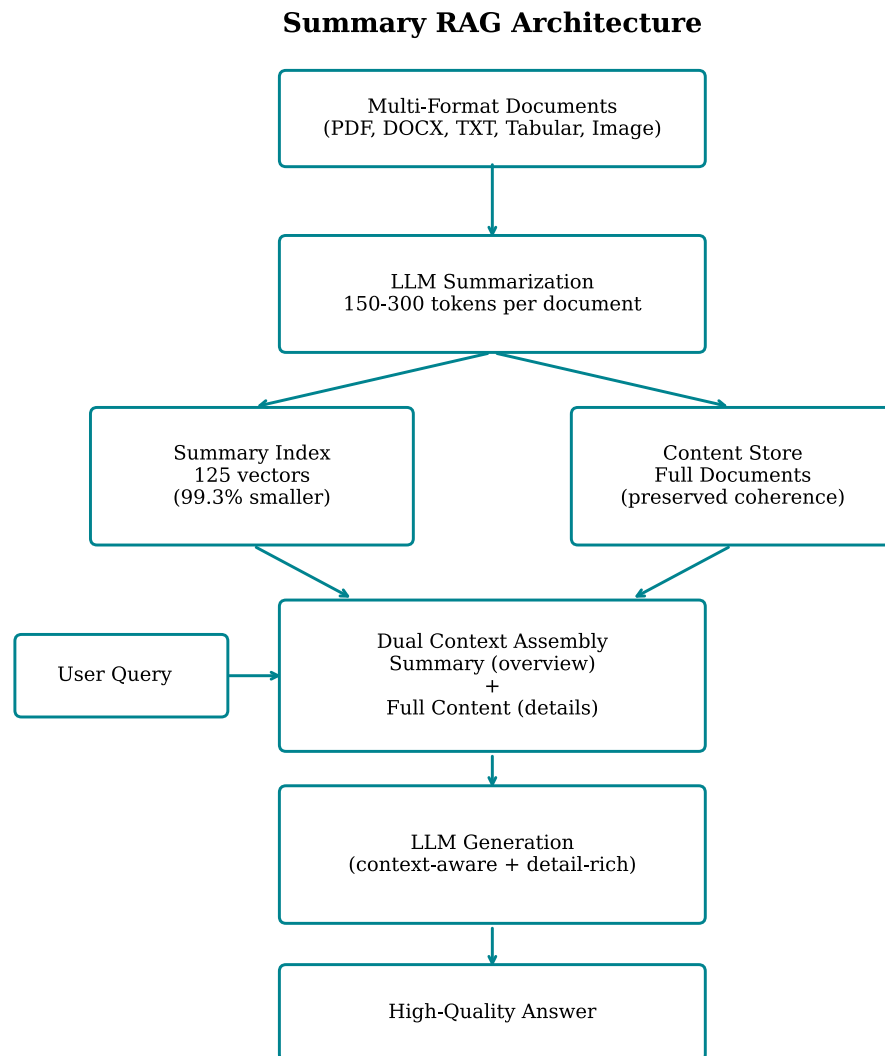 Summary RAG Architecture
Multi-Format Documents
(PDF, DOCX, TXT, Tabular, Image)
LLM Summarization
150-300 tokens per document
Summary Index
125 vectors
(99.3% smaller)
Content Store
Full Documents
(preserved coherence)
Dual Context Assembly
Summary (overview)
+
Full Content (details)
User Query
LLM Generation
(context-aware + detail-rich)
High-Quality Answer